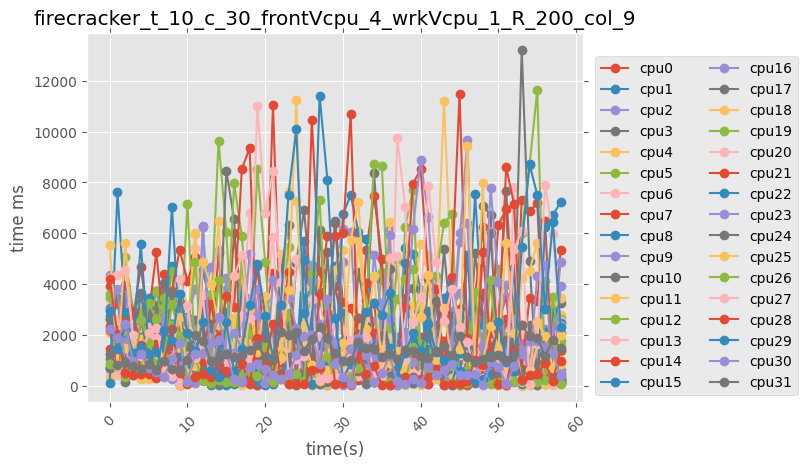 firecracker_t_10_c_30_frontVcpu_4_wrkVcpu_1_R_200_col_9
time ms
12000
10000
8000
6000
4000
2000
0
0
10
20
30
40
50
60
time(s)
cpu0
cpu1
cpu2
cpu3
cpu4
cpu5
cpu6
cpu7
cpu8
cpu9
cpu10
cpu11
cpu12
cpu13
cpu14
cpu15
cpu16
cpu17
cpu18
cpu19
cpu20
cpu21
cpu22
cpu23
cpu24
cpu25
cpu26
cpu27
cpu28
cpu29
cpu30
cpu31